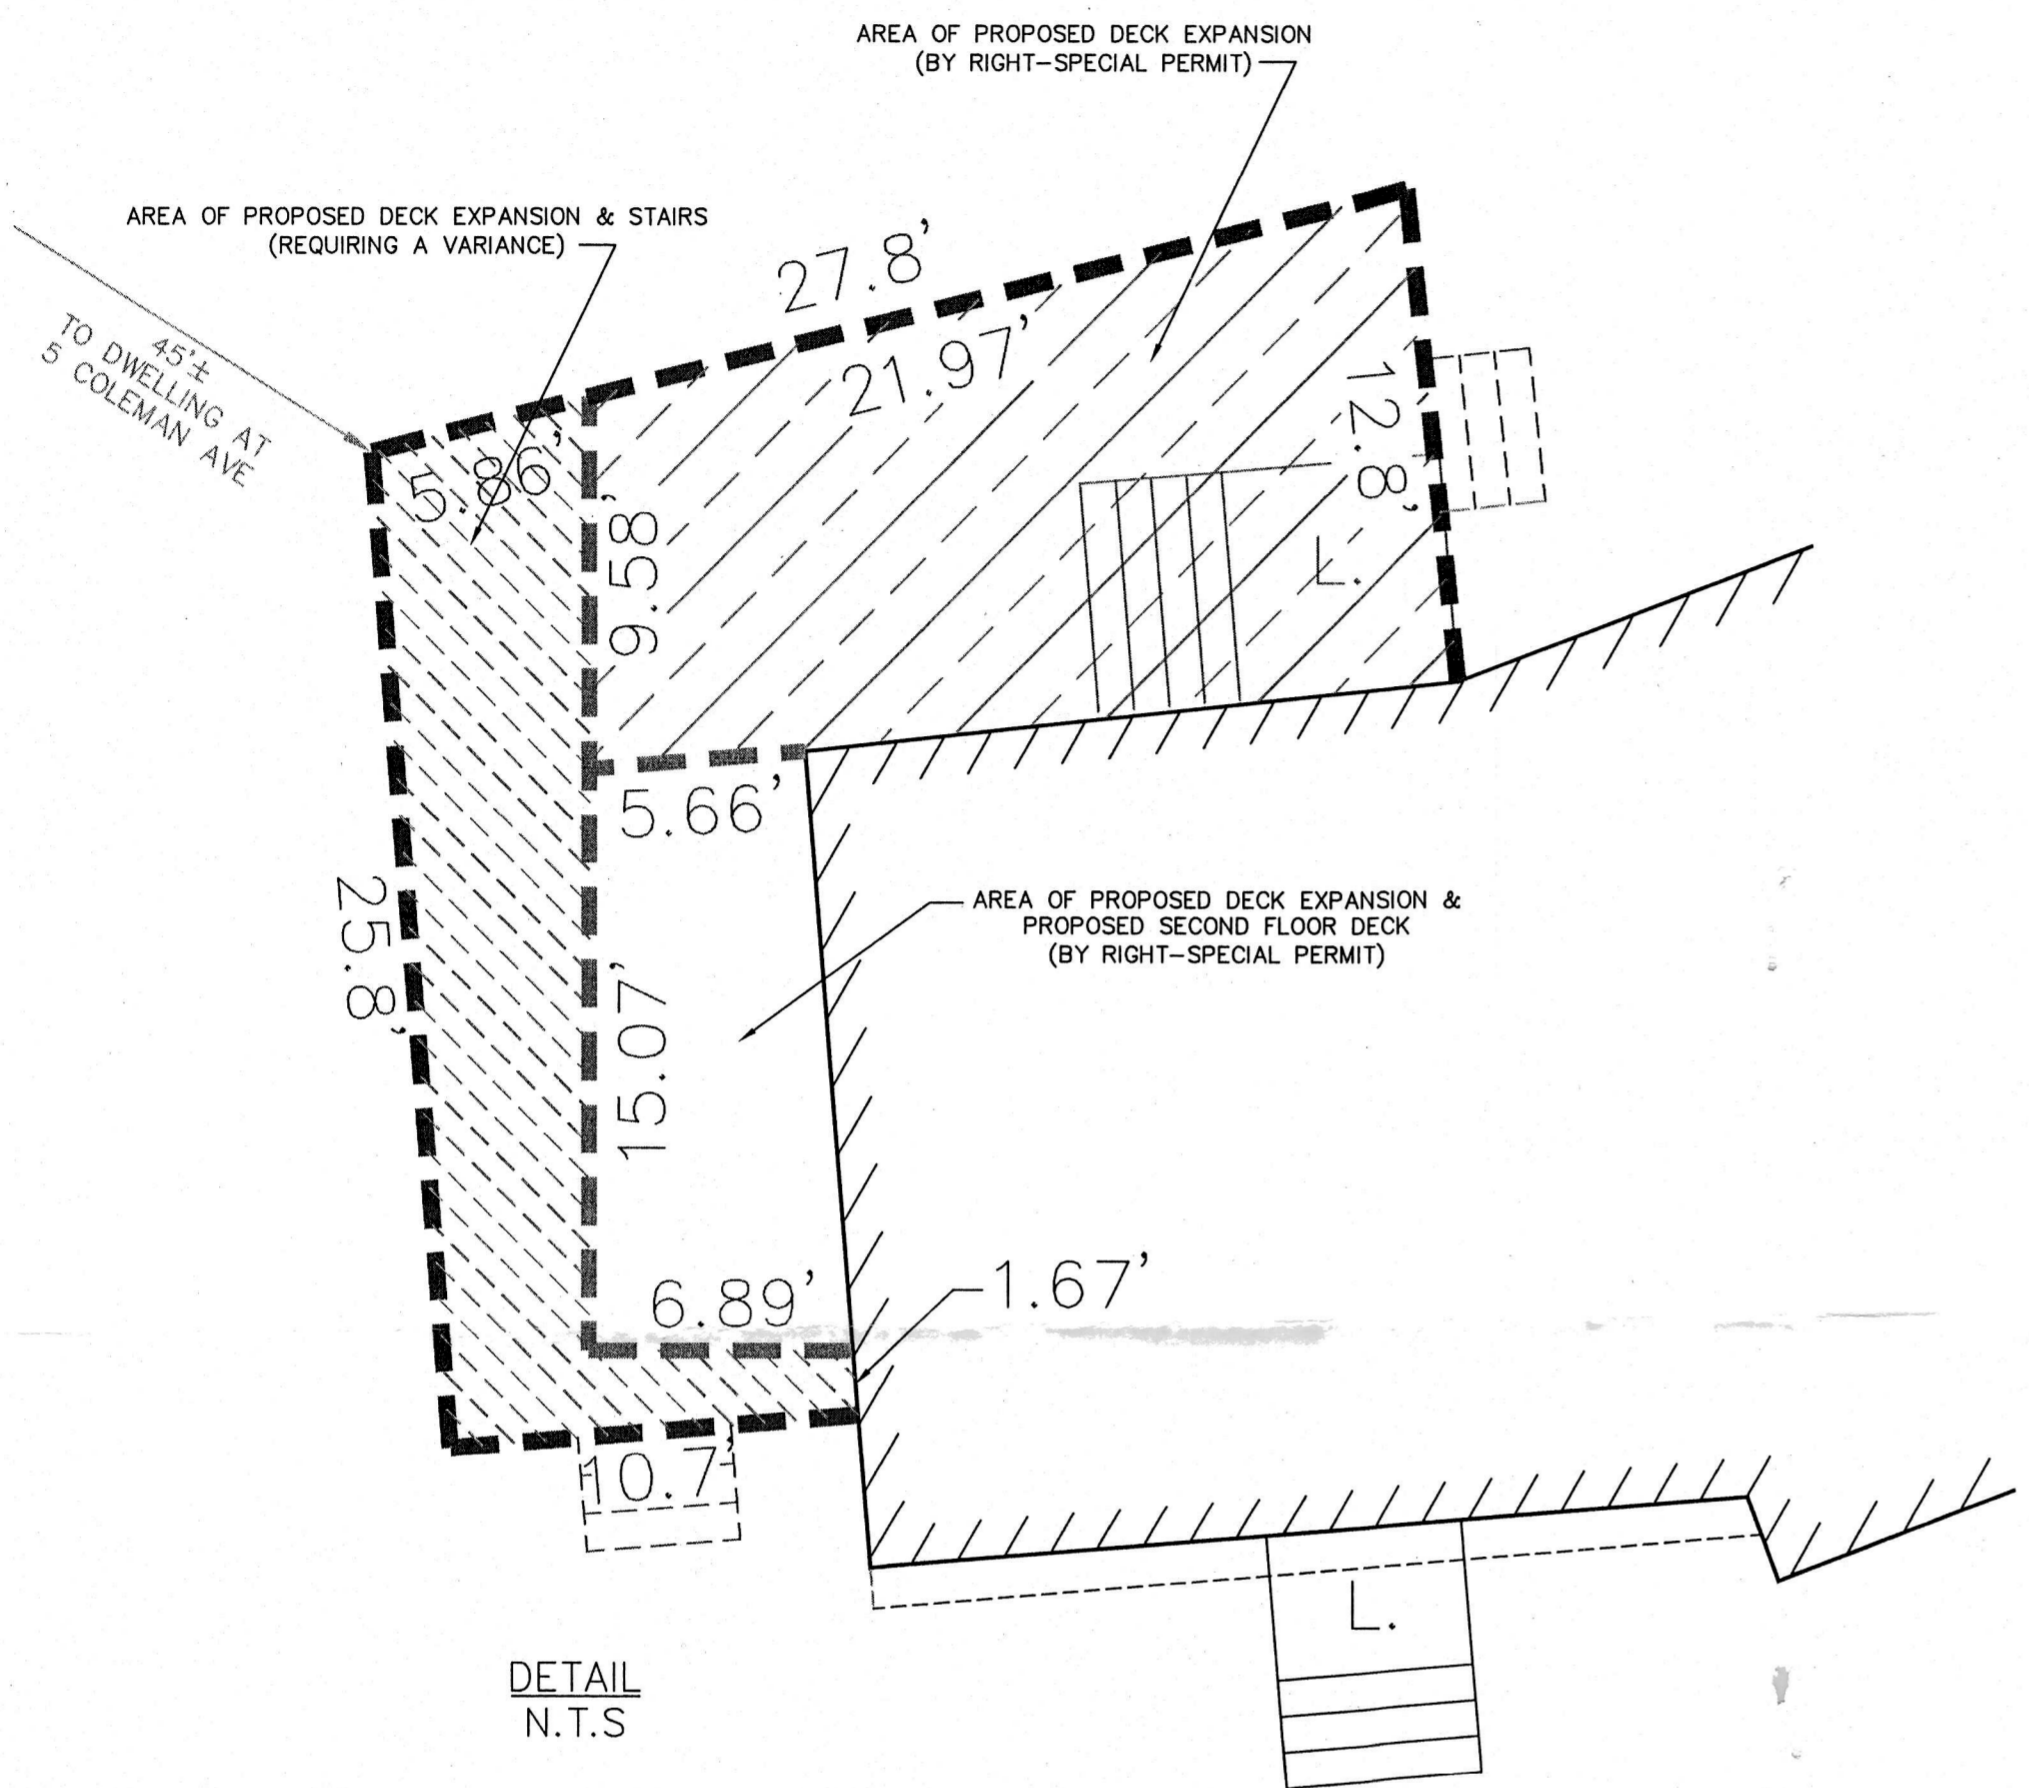 AREA OF PROPOSED DECK EXPANSION
(BY RIGHT-SPECIAL PERMIT)
AREA OF PROPOSED DECK EXPANSION & STAIRS
(REQUIRING A VARIANCE)
27.8'
21.97'
45'±
TO DWELLING AT
5 COLEMAN AVE
5.86'
12.8'
9.58'
L.
5.66'
25.8'
AREA OF PROPOSED DECK EXPANSION &
PROPOSED SECOND FLOOR DECK
(BY RIGHT-SPECIAL PERMIT)
15.07'
6.89'
1.67'
10.7'
L.
DETAIL
N.T.S